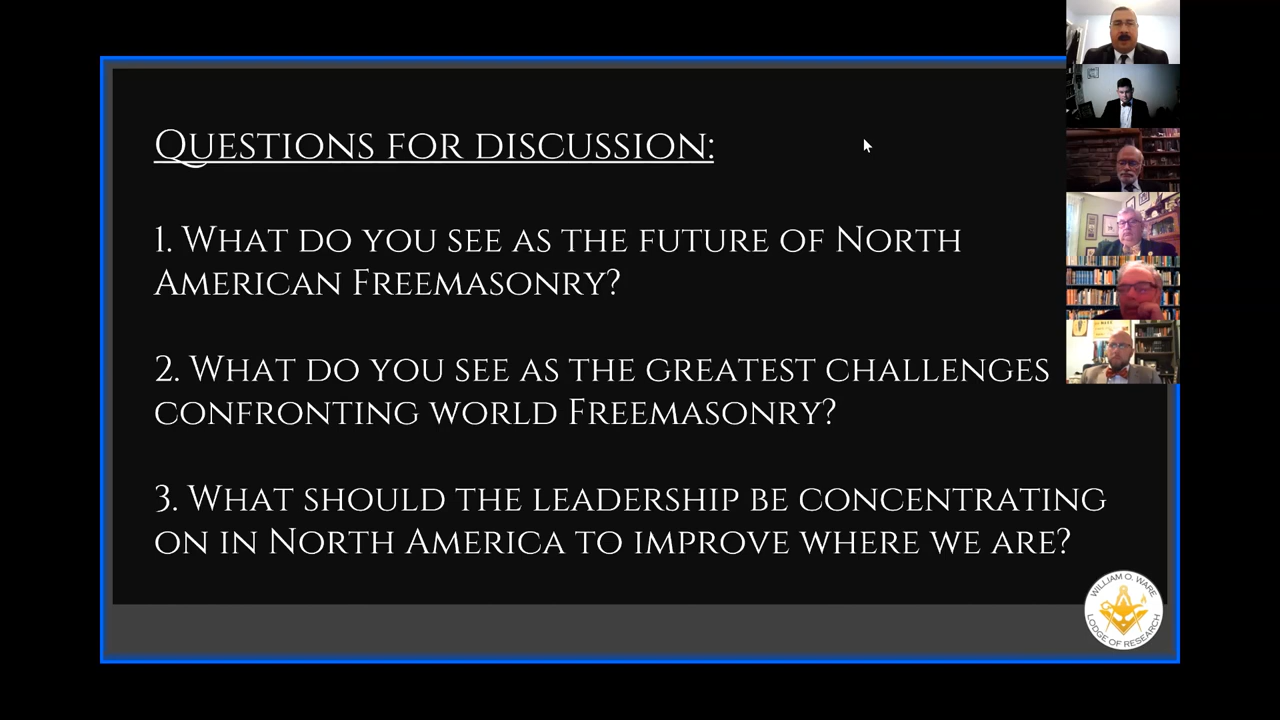 Questions for discussion:
1. What do you see as the future of North
American Freemasonry?
2. What do you see as the greatest challenges
confronting world Freemasonry?
3. What should the leadership be concentrating
on in North America to improve where we are?
WILLIAM O. WARE
LODGE OF RESEARCH